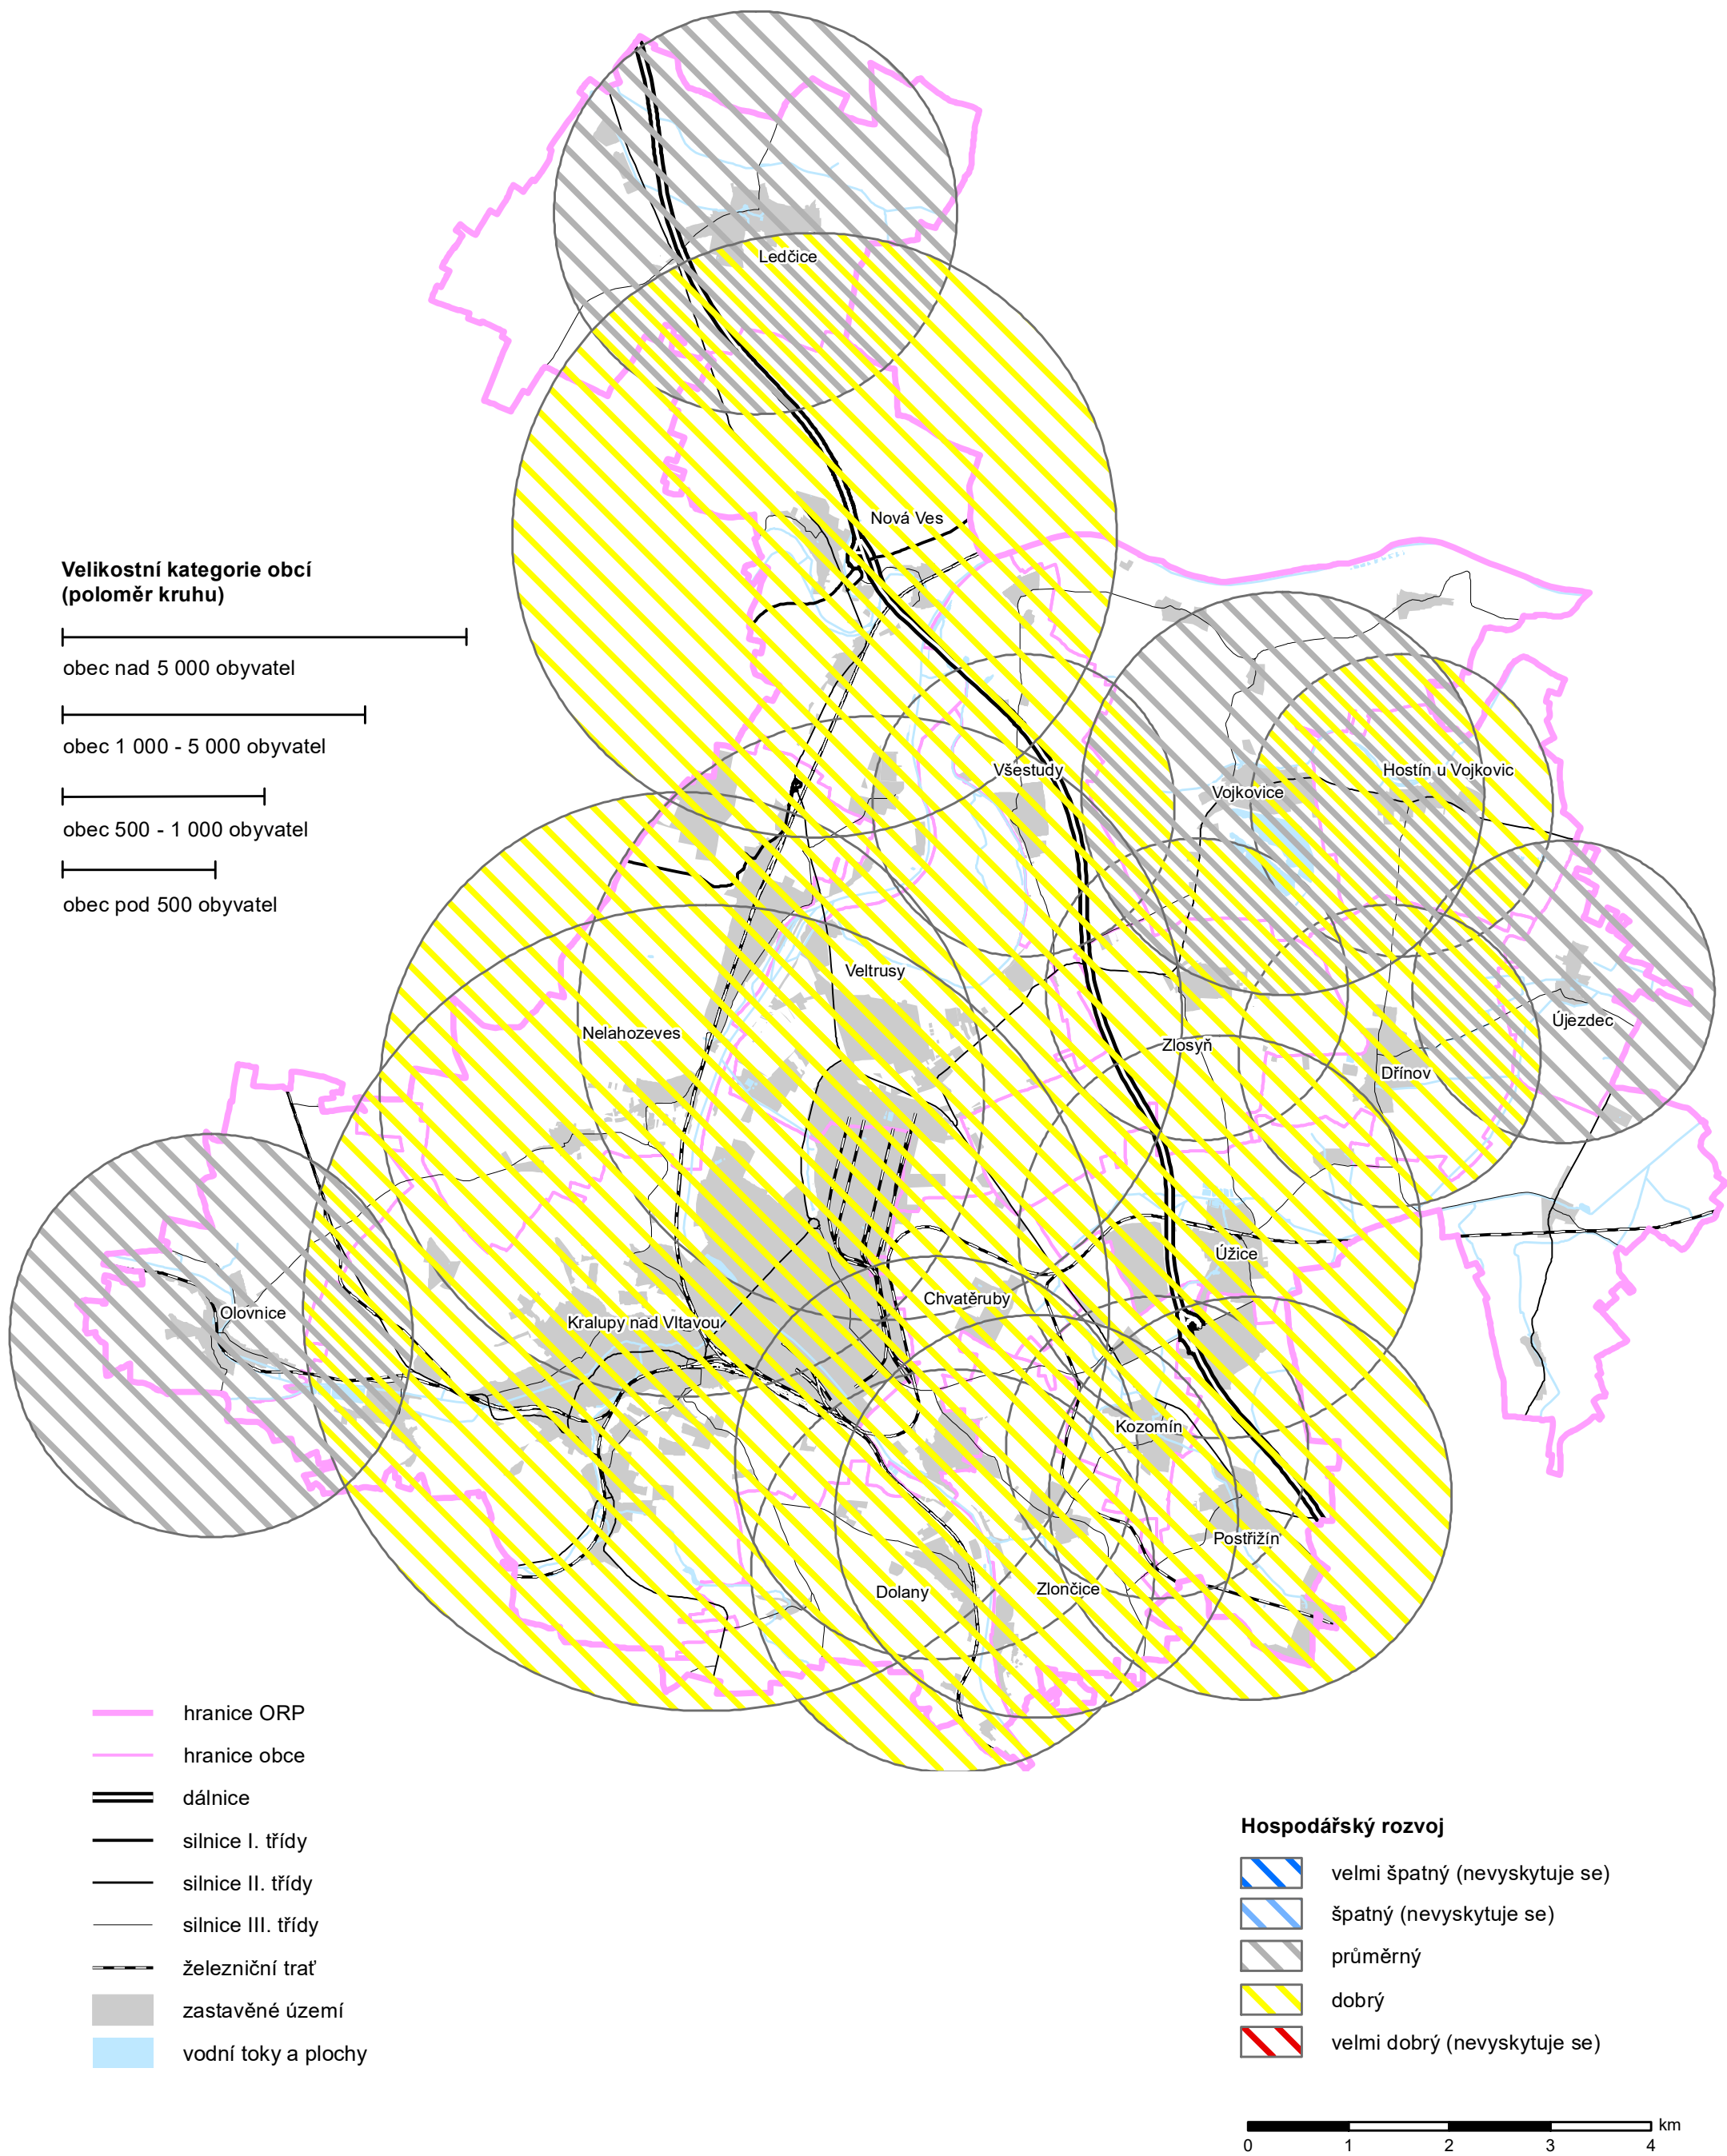 Ledčice
Nová Ves
Velikostní kategorie obcí
(poloměr kruhu)
obec nad 5 000 obyvatel
obec 1 000 - 5 000 obyvatel
obec 500 - 1 000 obyvatel
obec pod 500 obyvatel
Všestudy
Hostín u Vojkovic
Vojkovice
Veltrusy
Nelahozeves
Újezdec
Zlosyň
Dřínov
Úžice
Chvatěruby
Olovnice
Kralupy nad Vltavou
Kozomín
Postřižín
Zlončice
Dolany
hranice ORP
hranice obce
dálnice
silnice I. třídy
silnice II. třídy
silnice III. třídy
železniční trať
zastavěné území
vodní toky a plochy
Hospodářský rozvoj
velmi špatný (nevyskytuje se)
špatný (nevyskytuje se)
průměrný
dobrý
velmi dobrý (nevyskytuje se)
km
0 1 2 3 4